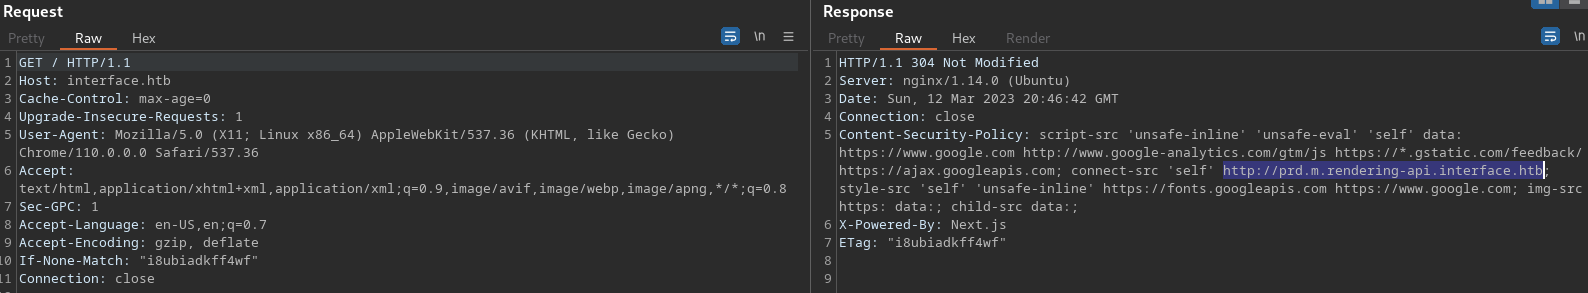 Request
Pretty Raw Hex
\n
1 GET / HTTP/1.1
2 Host: interface.htb
3 Cache-Control: max-age=0
4 Upgrade-Insecure-Requests: 1
5 User-Agent: Mozilla/5.0 (X11; Linux x86_64) AppleWebKit/537.36 (KHTML, like Gecko)
Chrome/110.0.0.0 Safari/537.36
6 Accept:
text/html,application/xhtml+xml,application/xml;q=0.9,image/avif,image/webp,image/apng,*/*;q=0.8
7 Sec-GPC: 1
8 Accept-Language: en-US,en;q=0.7
9 Accept-Encoding: gzip, deflate
10 If-None-Match: "i8ubiadkff4wf"
11 Connection: close
Response
Pretty Raw Hex Render
\n
1 HTTP/1.1 304 Not Modified
2 Server: nginx/1.14.0 (Ubuntu)
3 Date: Sun, 12 Mar 2023 20:46:42 GMT
4 Connection: close
5 Content-Security-Policy: script-src 'unsafe-inline' 'unsafe-eval' 'self' data:
https://www.google.com http://www.google-analytics.com/gtm/js https://*.gstatic.com/feedback/
https://ajax.googleapis.com; connect-src 'self' http://prd.m.rendering-api.interface.htb;
style-src 'self' 'unsafe-inline' https://fonts.googleapis.com https://www.google.com; img-src
https: data:; child-src data:;
6 X-Powered-By: Next.js
7 ETag: "i8ubiadkff4wf"
8
9